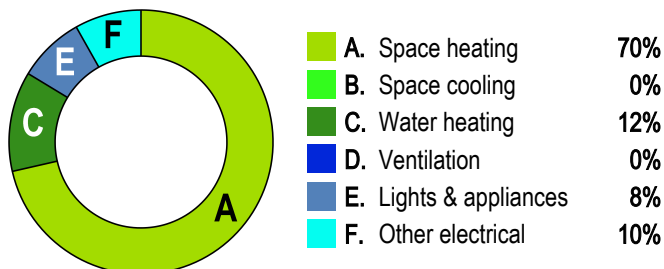 F
E
C
A
A. Space heating 70%
B. Space cooling 0%
C. Water heating 12%
D. Ventilation 0%
E. Lights & appliances 8%
F. Other electrical 10%